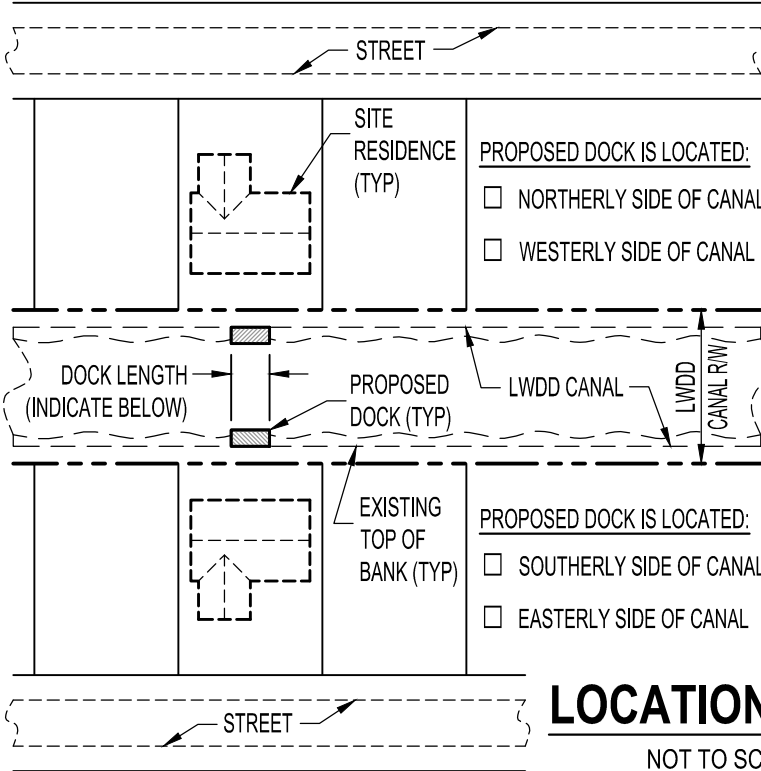 STREET
SITE
RESIDENCE
(TYP)
PROPOSED DOCK IS LOCATED:
☐ NORTHERLY SIDE OF CANAL
☐ WESTERLY SIDE OF CANAL
DOCK LENGTH
(INDICATE BELOW)
PROPOSED
DOCK (TYP)
LWDD CANAL
LWDD
CANAL R/W
EXISTING
TOP OF
BANK (TYP)
PROPOSED DOCK IS LOCATED:
☐ SOUTHERLY SIDE OF CANAL
☐ EASTERLY SIDE OF CANAL
STREET
LOCATION
NOT TO SC